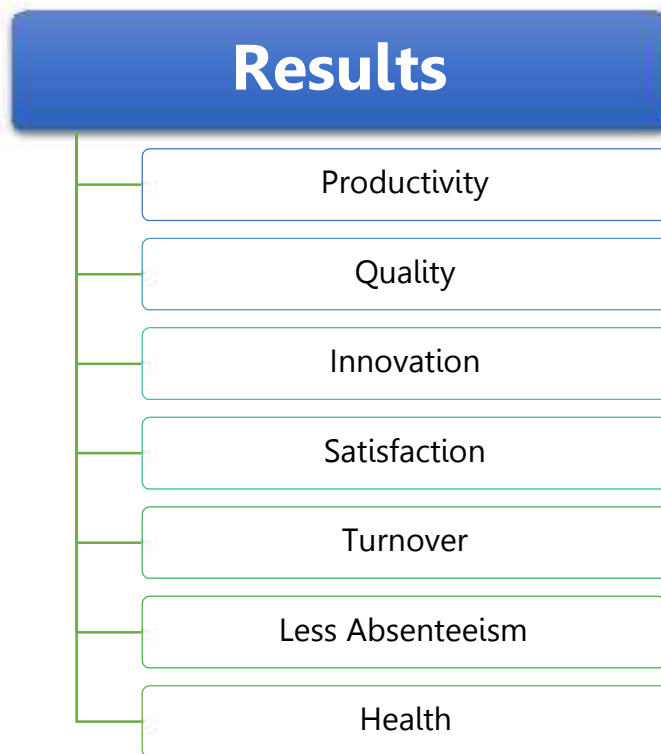 Results
Productivity
Quality
Innovation
Satisfaction
Turnover
Less Absenteeism
Health